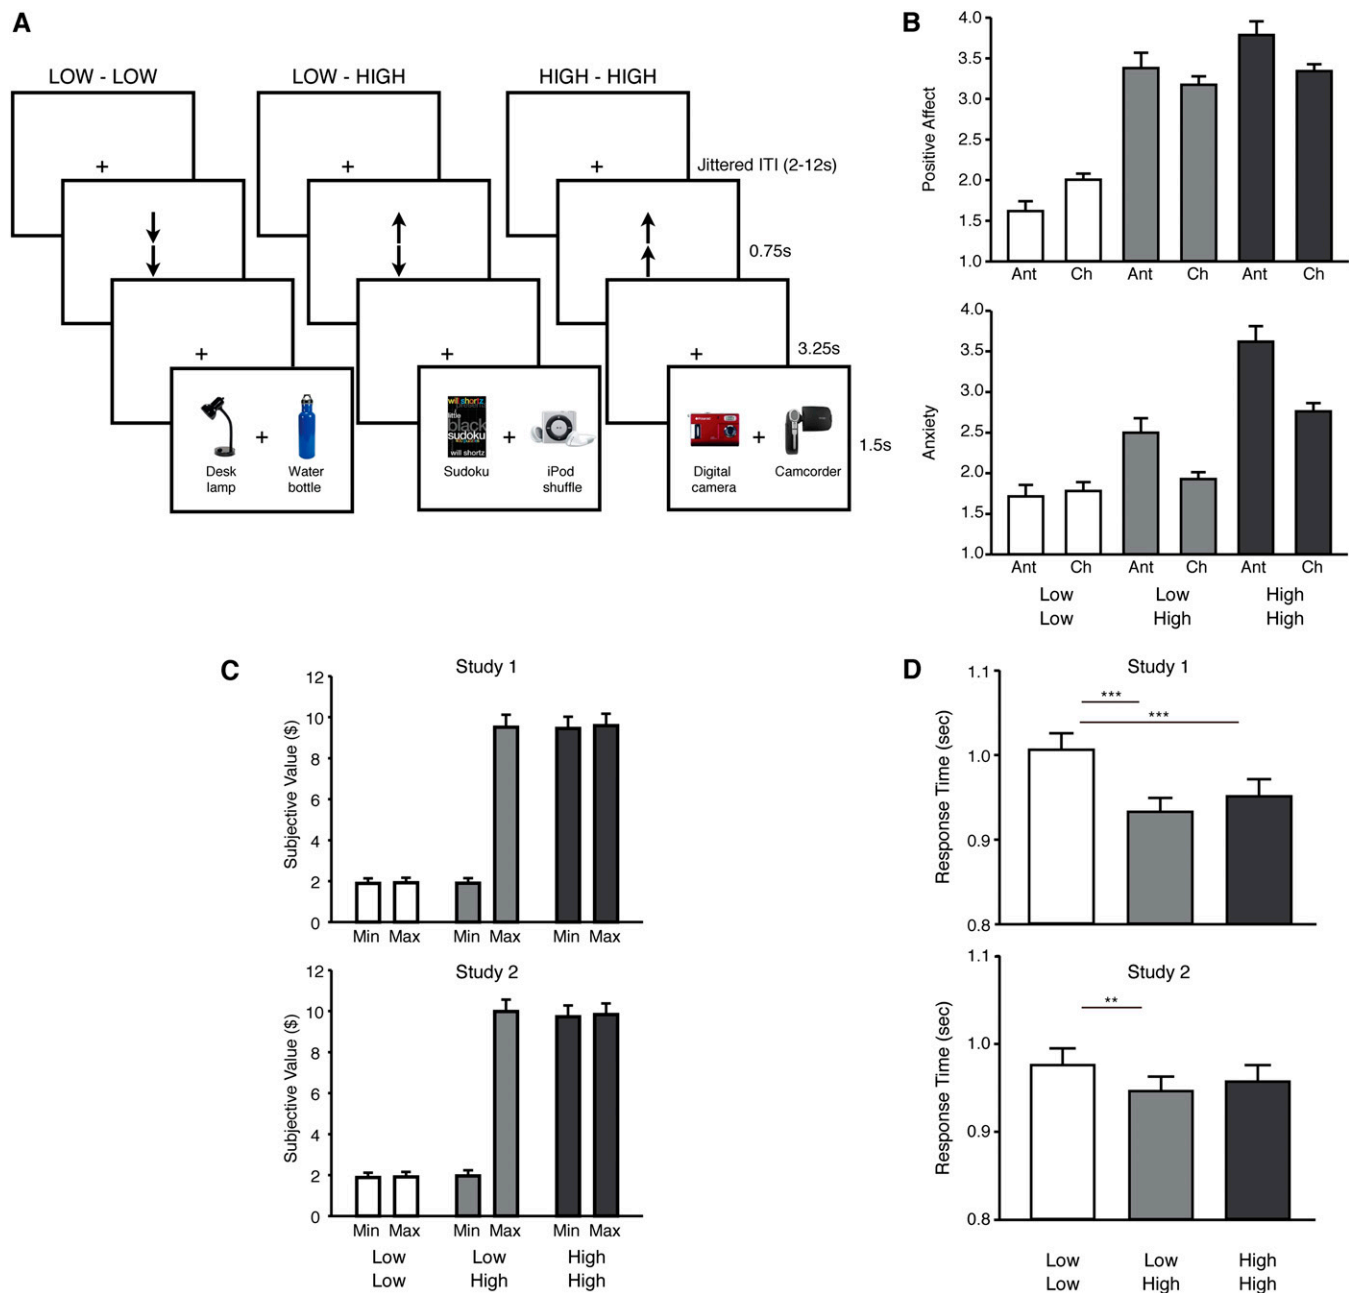 A
LOW - LOW
LOW - HIGH
HIGH - HIGH
+
+
+
Jittered ITI (2-12s)
0.75s
+
+
+
3.25s
+
Desk
lamp
Water
bottle
will shortz
little
black
sudoku
will shortz
+
Sudoku
iPod
shuffle
+
Digital
camera
Camcorder
1.5s
B
Positive Affect
4.0
3.5
3.0
2.5
2.0
1.5
1.0
Ant Ch Ant Ch Ant Ch
Anxiety
4.0
3.5
3.0
2.5
2.0
1.5
1.0
Ant Ch Ant Ch Ant Ch
Low Low High
Low High High
C
Study 1
Subjective Value ($)
12
10
8
6
4
2
0
Min Max Min Max Min Max
Study 2
Subjective Value ($)
12
10
8
6
4
2
0
Min Max Min Max Min Max
Low Low High
Low High High
D
Study 1
Response Time (sec)
1.1
1.0
0.9
0.8
***
***
Study 2
Response Time (sec)
1.1
1.0
0.9
0.8
**
Low Low High
Low High High